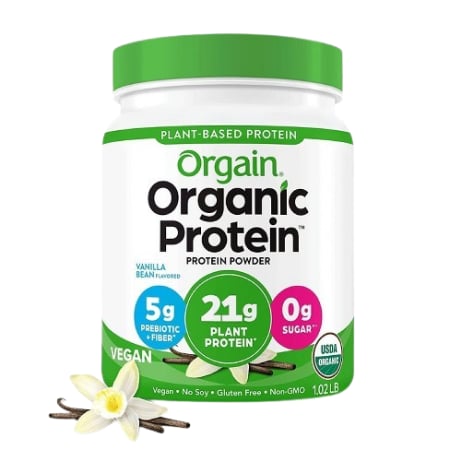 PLANT-BASED PROTEIN
Orgain®
Organic
Protein™
PROTEIN POWDER
VANILLA
BEAN FLAVORED
5g
PREBIOTIC
+ FIBER*
21g
PLANT
PROTEIN*
0g
SUGAR*
VEGAN
USDA
ORGANIC
Vegan • No Soy • Gluten Free • Non-GMO
1.02 LB